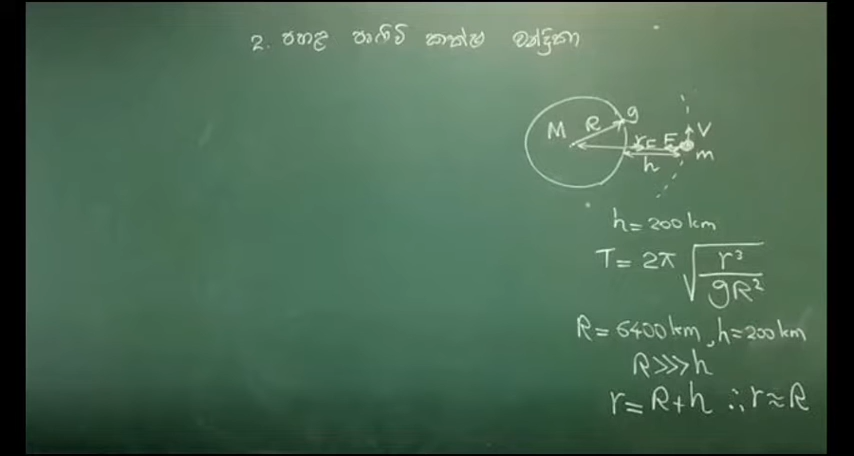 2. පහළ පෘථිවි කක්ෂ චන්ද්‍රිකා
M R g
r F V
h m
h = 200 km
T = 2π √(r³ / gR²)
R = 6400 km, h = 200 km
R >>> h
r = R + h ∴ r ≈ R